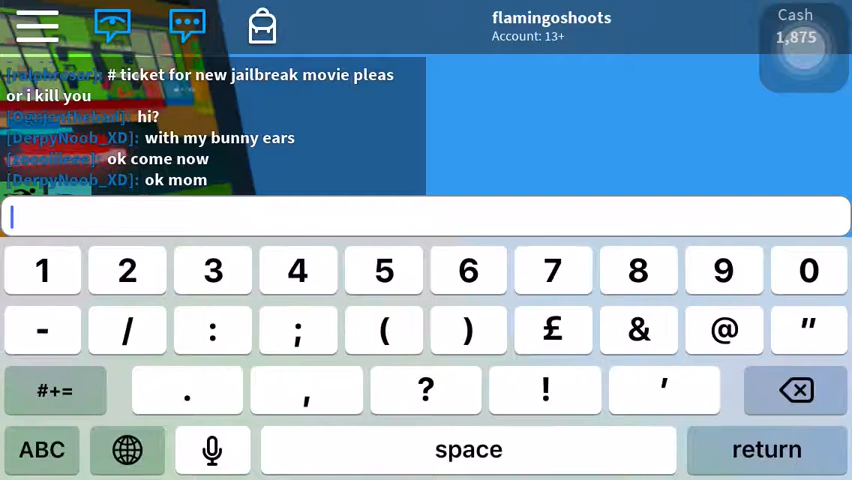 flamingoshoots
Account: 13+
Cash
1,875
# ticket for new jailbreak movie pleas
or i kill you
hi?
[DerpyNoob_XD]: with my bunny ears
ok come now
[DerpyNoob_XD]: ok mom
1 2 3 4 5 6 7 8 9 0
- / : ; ( ) £ & @ "
#+= . , ? ! '
ABC space return